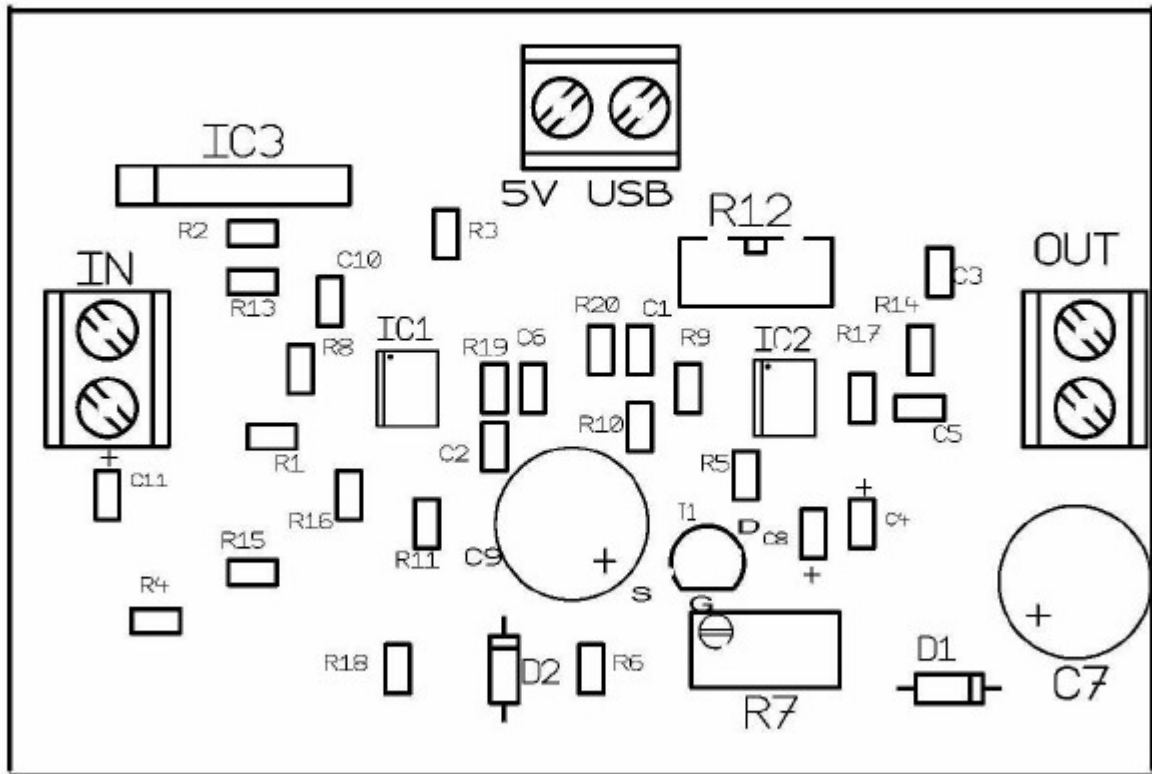 IC3
5V USB
R2
R3
R12
IN
C10
OUT
R13
C3
R20
C1
R14
IC1
R8
R19
C6
R9
IC2
R17
R10
C5
R1
C2
+
C11
R5
+
R16
T1
D
C8
C4
R15
R11
C9
+
+
R4
S
G
+
R18
D2
R6
D1
C7
R7